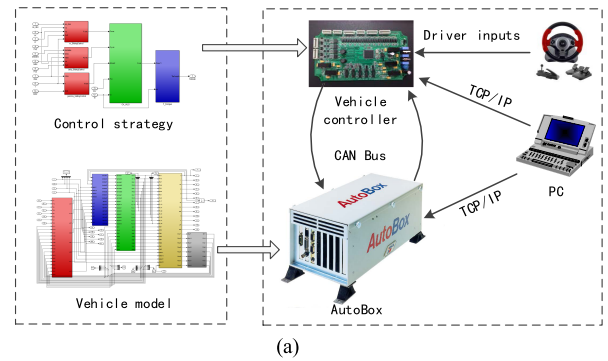 Control strategy
Vehicle model
Driver inputs
Vehicle
controller
TCP/IP
CAN Bus
PC
TCP/IP
AutoBox
AutoBox
AutoBox
(a)